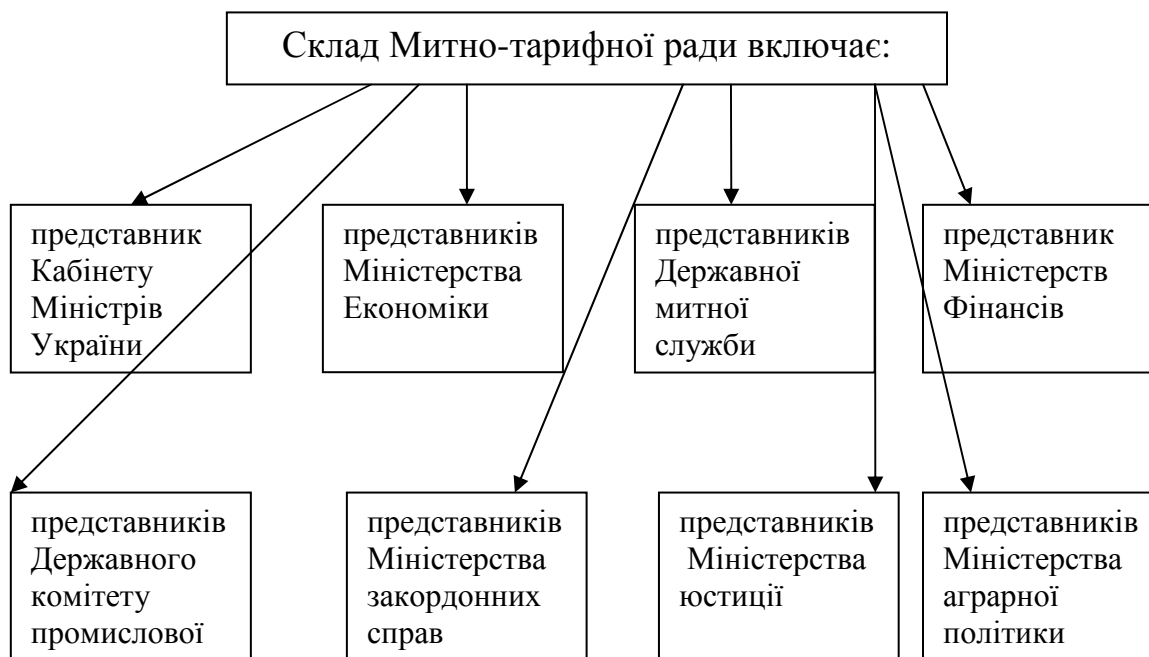 Склад Митно-тарифної ради включає:
представник
Кабінету
Міністрів
України
представників
Міністерства
Економіки
представників
Державної
митної
служби
представник
Міністерств
Фінансів
представників
Державного
комітету
промислової
представників
Міністерства
закордонних
справ
представників
Міністерства
юстиції
представників
Міністерства
аграрної
політики